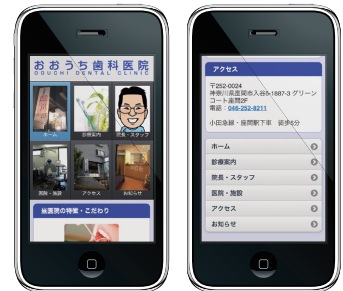 おおうち歯科医院
OOUCHI DENTAL CLINIC
ホーム
診療案内
院長・スタッフ
医院・施設
アクセス
お知らせ
当医院の特徴・こだわり
アクセス
〒252-0024
神奈川県座間市入谷5-1887-3 グリーン
コート座間2F
電話：046-252-8211
小田急線・座間駅下車 徒歩5分
ホーム
診療案内
院長・スタッフ
医院・施設
アクセス
お知らせ